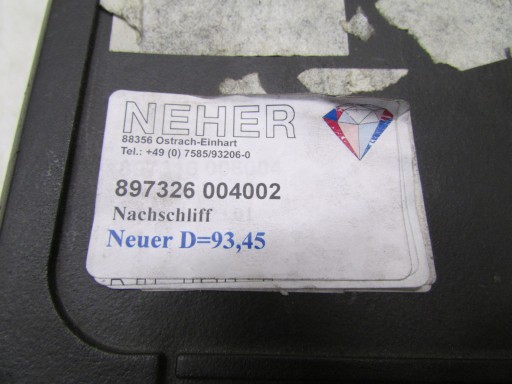 NEHER
88356 Ostrach-Einhart
Tel.: +49 (0) 7585/93206-0
897326 004002
Nachschliff
Neuer D=93,45